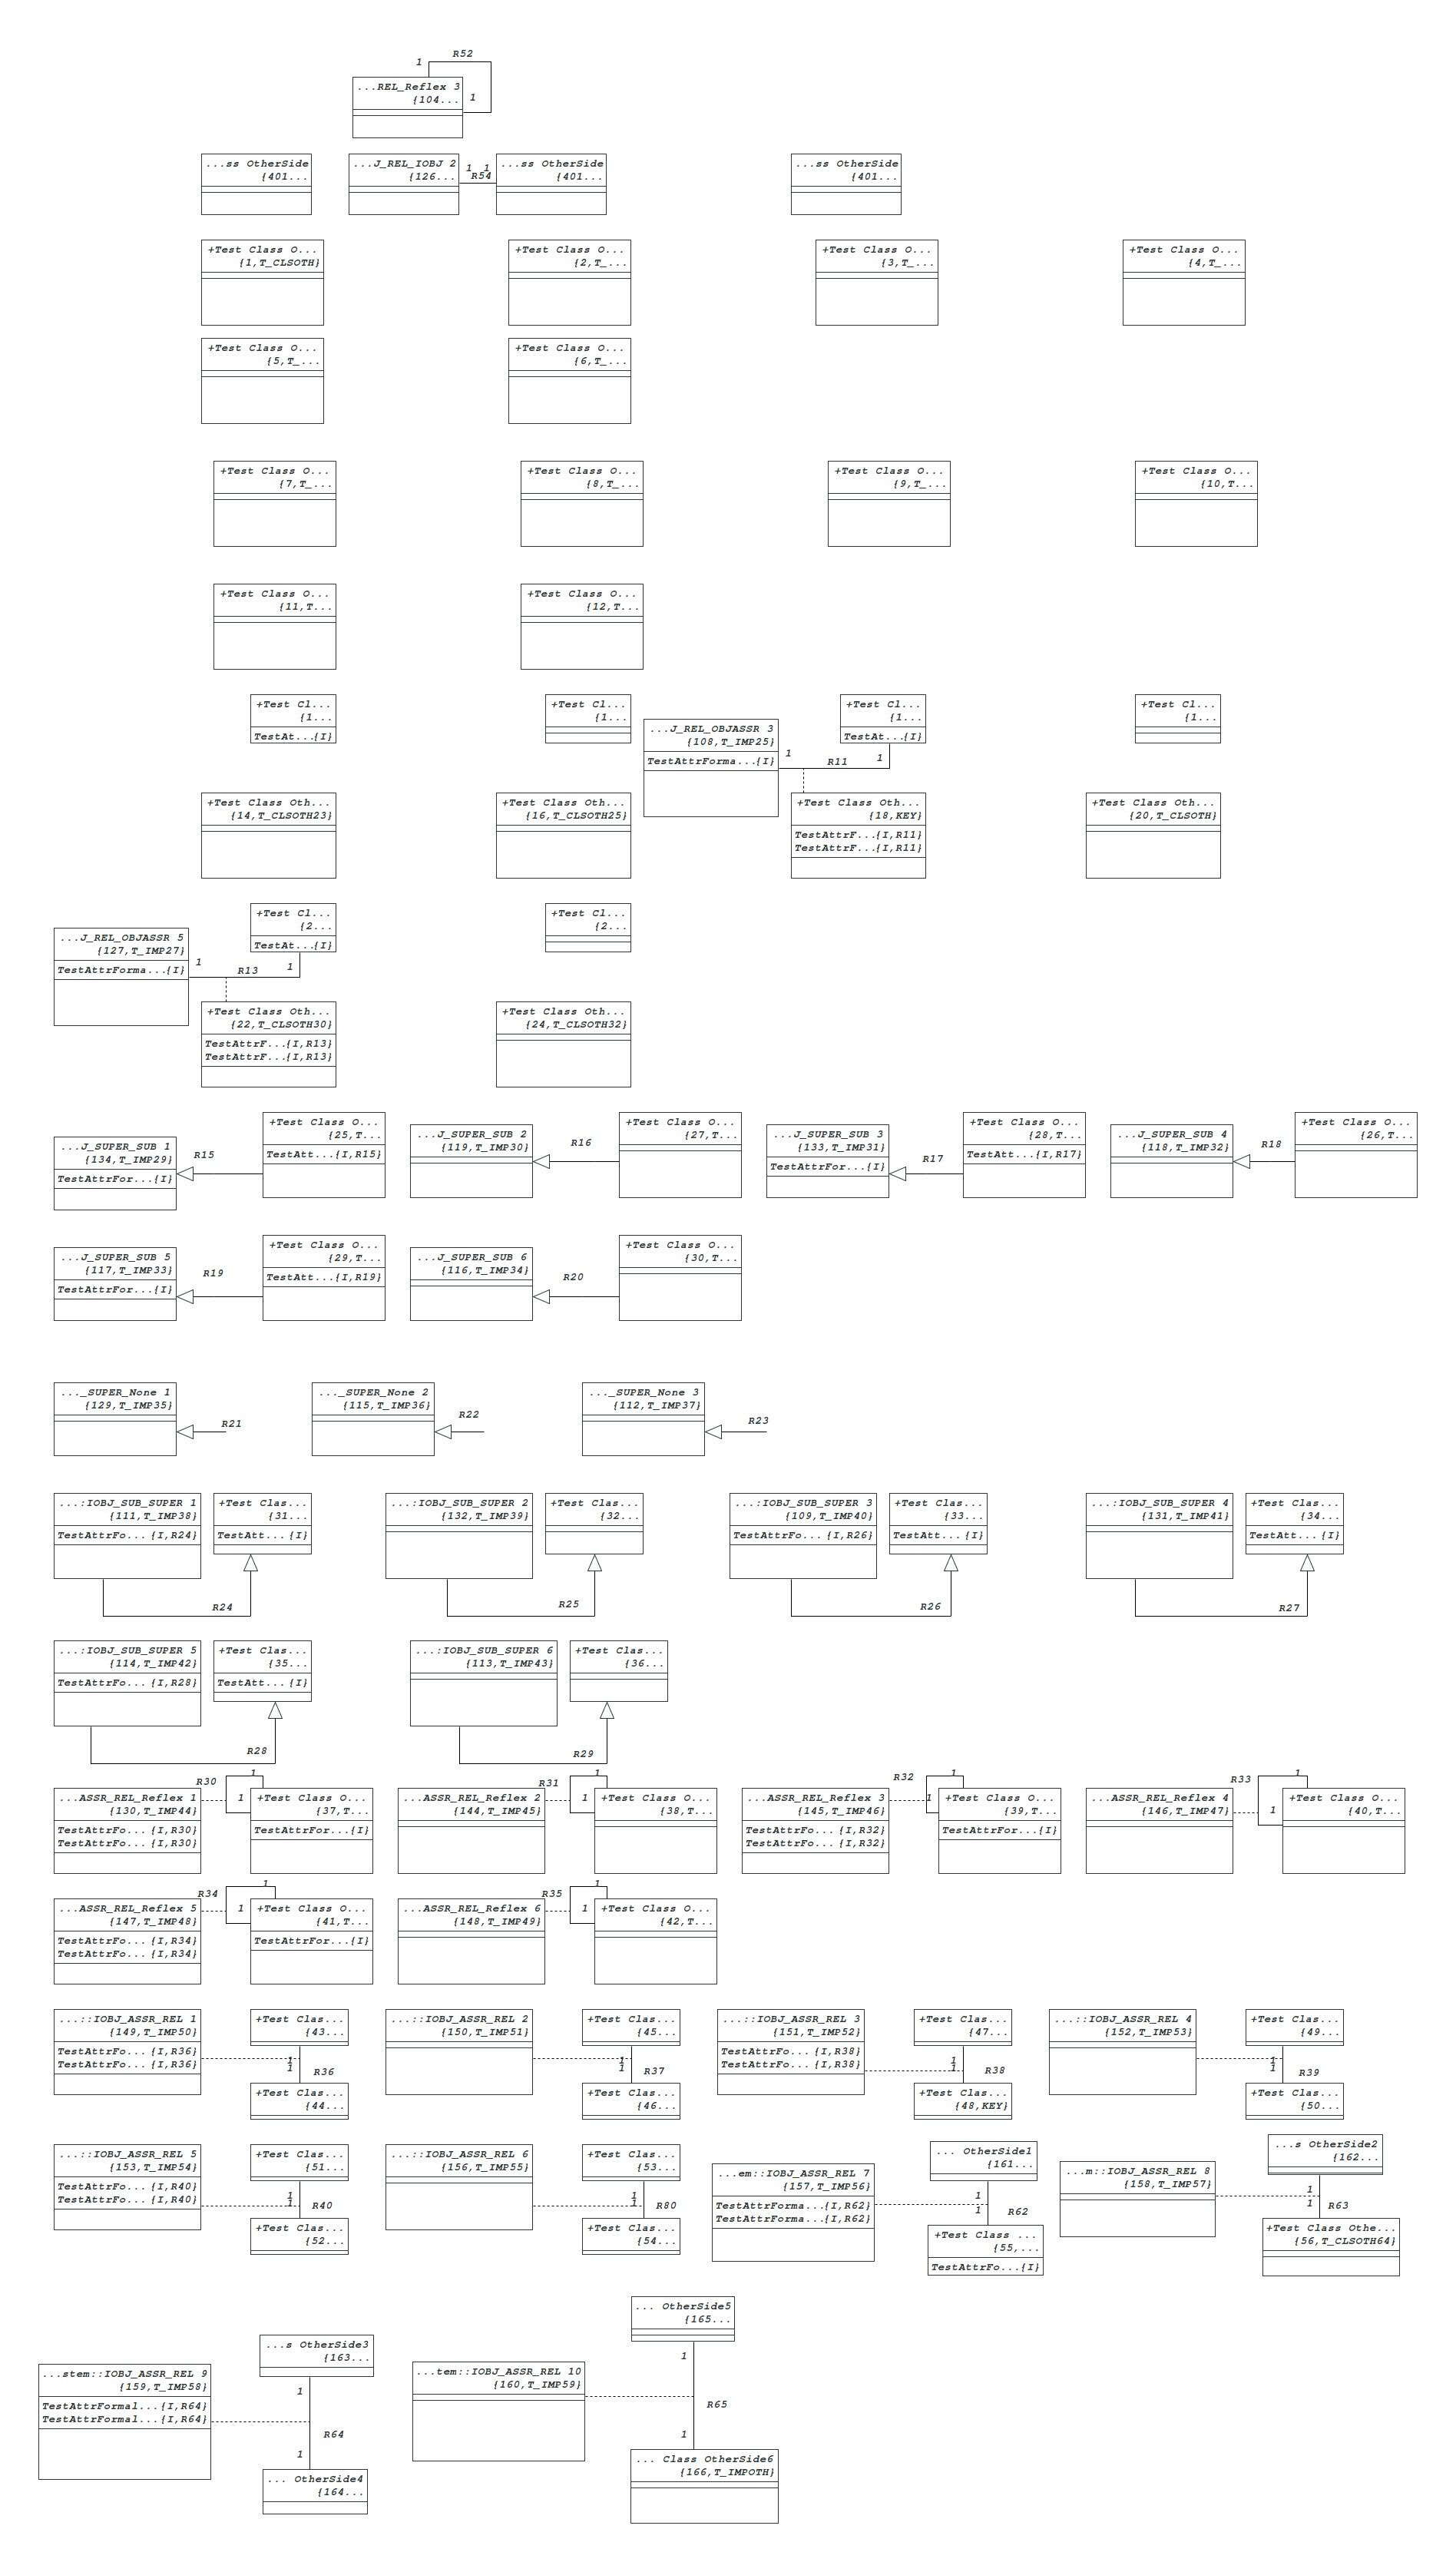 R52
1
...REL_Reflex 3
{104...
1
...ss OtherSide
{401...
...J_REL_IOBJ 2
{126...
1 1
R54
...ss OtherSide
{401...
...ss OtherSide
{401...
+Test Class O...
{1,T_CLSOTH}
+Test Class O...
{2,T_...
+Test Class O...
{3,T_...
+Test Class O...
{4,T_...
+Test Class O...
{5,T_...
+Test Class O...
{6,T_...
+Test Class O...
{7,T_...
+Test Class O...
{8,T_...
+Test Class O...
{9,T_...
+Test Class O...
{10,T...
+Test Class O...
{11,T...
+Test Class O...
{12,T...
+Test Cl...
{1...
TestAt...{I}
+Test Cl...
{1...
...J_REL_OBJASSR 3
{108,T_IMP25}
TestAttrForma...{I}
1
R11
1
+Test Cl...
{1...
TestAt...{I}
+Test Cl...
{1...
+Test Class Oth...
{14,T_CLSOTH23}
+Test Class Oth...
{16,T_CLSOTH25}
+Test Class Oth...
{18,KEY}
TestAttrF...{I,R11}
TestAttrF...{I,R11}
+Test Class Oth...
{20,T_CLSOTH}
...J_REL_OBJASSR 5
{127,T_IMP27}
TestAttrForma...{I}
1
R13
1
+Test Cl...
{2...
TestAt...{I}
+Test Cl...
{2...
+Test Class Oth...
{22,T_CLSOTH30}
TestAttrF...{I,R13}
TestAttrF...{I,R13}
+Test Class Oth...
{24,T_CLSOTH32}
...J_SUPER_SUB 1
{134,T_IMP29}
TestAttrFor...{I}
R15
+Test Class O...
{25,T...
TestAtt...{I,R15}
...J_SUPER_SUB 2
{119,T_IMP30}
R16
+Test Class O...
{27,T...
...J_SUPER_SUB 3
{133,T_IMP31}
TestAttrFor...{I}
R17
+Test Class O...
{28,T...
TestAtt...{I,R17}
...J_SUPER_SUB 4
{118,T_IMP32}
R18
+Test Class O...
{26,T...
...J_SUPER_SUB 5
{117,T_IMP33}
TestAttrFor...{I}
R19
+Test Class O...
{29,T...
TestAtt...{I,R19}
...J_SUPER_SUB 6
{116,T_IMP34}
R20
+Test Class O...
{30,T...
..._SUPER_None 1
{129,T_IMP35}
R21
..._SUPER_None 2
{115,T_IMP36}
R22
..._SUPER_None 3
{112,T_IMP37}
R23
...:IOBJ_SUB_SUPER 1
{111,T_IMP38}
TestAttrFo...{I,R24}
+Test Clas...
{31...
TestAtt...{I}
R24
...:IOBJ_SUB_SUPER 2
{132,T_IMP39}
+Test Clas...
{32...
R25
...:IOBJ_SUB_SUPER 3
{109,T_IMP40}
TestAttrFo...{I,R26}
+Test Clas...
{33...
TestAtt...{I}
R26
...:IOBJ_SUB_SUPER 4
{131,T_IMP41}
+Test Clas...
{34...
TestAtt...{I}
R27
...:IOBJ_SUB_SUPER 5
{114,T_IMP42}
TestAttrFo...{I,R28}
+Test Clas...
{35...
TestAtt...{I}
R28
...:IOBJ_SUB_SUPER 6
{113,T_IMP43}
+Test Clas...
{36...
R29
...ASSR_REL_Reflex 1
{130,T_IMP44}
TestAttrFo...{I,R30}
TestAttrFo...{I,R30}
R30
1
1
+Test Class O...
{37,T...
TestAttrFor...{I}
...ASSR_REL_Reflex 2
{144,T_IMP45}
R31
1
1
+Test Class O...
{38,T...
...ASSR_REL_Reflex 3
{145,T_IMP46}
TestAttrFo...{I,R32}
TestAttrFo...{I,R32}
R32
1
1
+Test Class O...
{39,T...
TestAttrFor...{I}
...ASSR_REL_Reflex 4
{146,T_IMP47}
R33
1
1
+Test Class O...
{40,T...
...ASSR_REL_Reflex 5
{147,T_IMP48}
TestAttrFo...{I,R34}
TestAttrFo...{I,R34}
R34
1
1
+Test Class O...
{41,T...
TestAttrFor...{I}
...ASSR_REL_Reflex 6
{148,T_IMP49}
R35
1
1
+Test Class O...
{42,T...
...::IOBJ_ASSR_REL 1
{149,T_IMP50}
TestAttrFo...{I,R36}
TestAttrFo...{I,R36}
+Test Clas...
{43...
1
1
R36
+Test Clas...
{44...
...::IOBJ_ASSR_REL 2
{150,T_IMP51}
+Test Clas...
{45...
1
1
R37
+Test Clas...
{46...
...::IOBJ_ASSR_REL 3
{151,T_IMP52}
TestAttrFo...{I,R38}
TestAttrFo...{I,R38}
+Test Clas...
{47...
1
1
R38
+Test Clas...
{48,KEY}
...::IOBJ_ASSR_REL 4
{152,T_IMP53}
+Test Clas...
{49...
1
1
R39
+Test Clas...
{50...
...::IOBJ_ASSR_REL 5
{153,T_IMP54}
TestAttrFo...{I,R40}
TestAttrFo...{I,R40}
+Test Clas...
{51...
1
1
R40
+Test Clas...
{52...
...::IOBJ_ASSR_REL 6
{156,T_IMP55}
+Test Clas...
{53...
1
1
R80
+Test Clas...
{54...
...em::IOBJ_ASSR_REL 7
{157,T_IMP56}
TestAttrForma...{I,R62}
TestAttrForma...{I,R62}
... OtherSide1
{161...
1
1
R62
+Test Class ...
{55,...
TestAttrFo...{I}
...m::IOBJ_ASSR_REL 8
{158,T_IMP57}
...s OtherSide2
{162...
1
1
R63
+Test Class Othe...
{56,T_CLSOTH64}
...stem::IOBJ_ASSR_REL 9
{159,T_IMP58}
TestAttrFormal...{I,R64}
TestAttrFormal...{I,R64}
...s OtherSide3
{163...
1
R64
1
... OtherSide4
{164...
...tem::IOBJ_ASSR_REL 10
{160,T_IMP59}
... OtherSide5
{165...
1
R65
1
... Class OtherSide6
{166,T_IMPOTH}